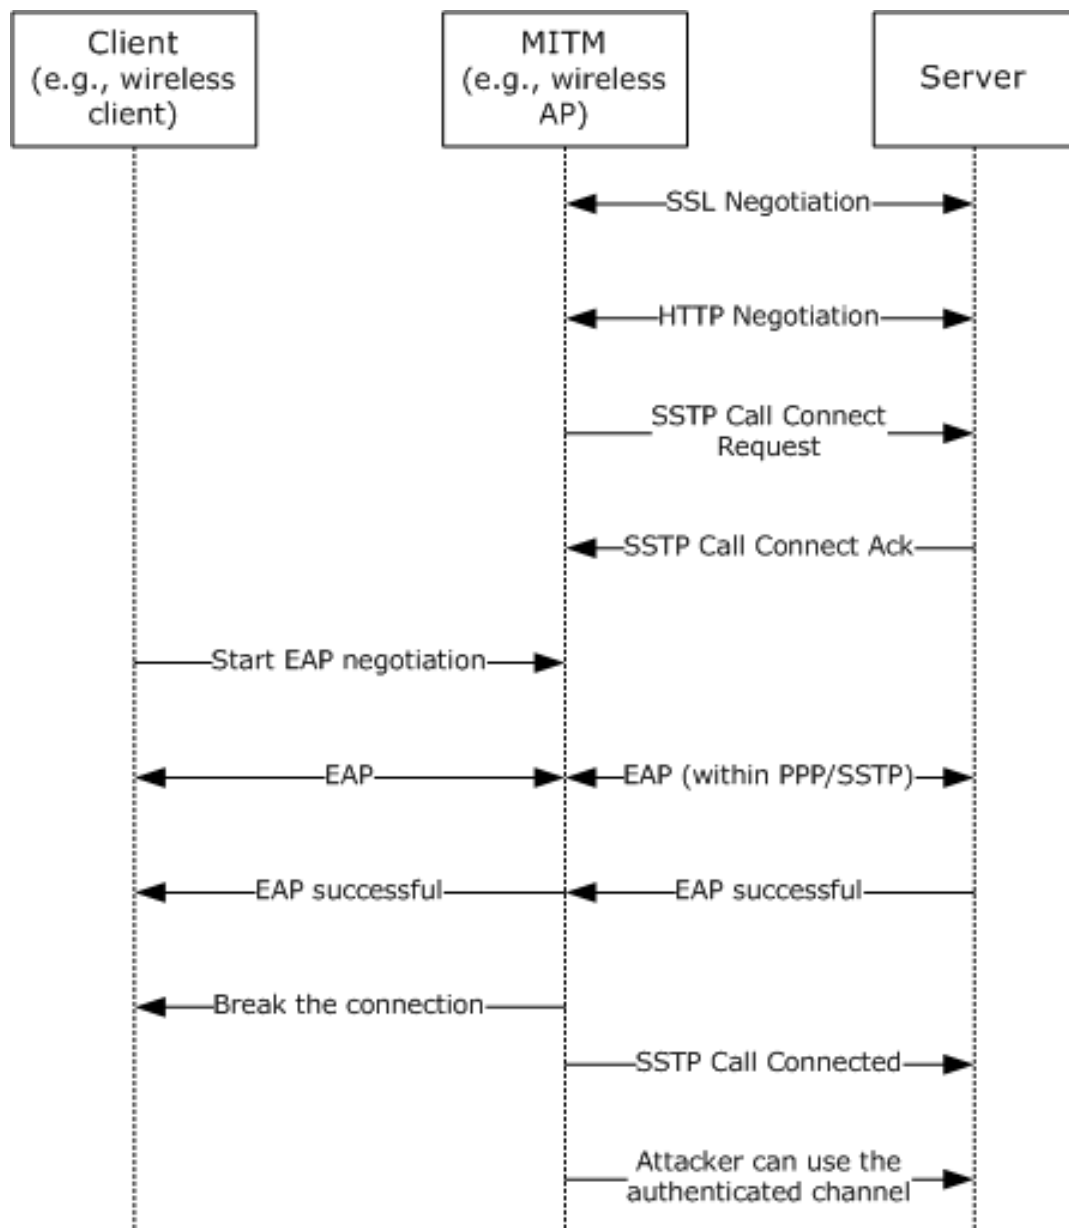 Client
(e.g., wireless
client)
MITM
(e.g., wireless
AP)
Server
SSL Negotiation
HTTP Negotiation
SSTP Call Connect
Request
SSTP Call Connect Ack
Start EAP negotiation
EAP
EAP (within PPP/SSTP)
EAP successful
EAP successful
Break the connection
SSTP Call Connected
Attacker can use the
authenticated channel